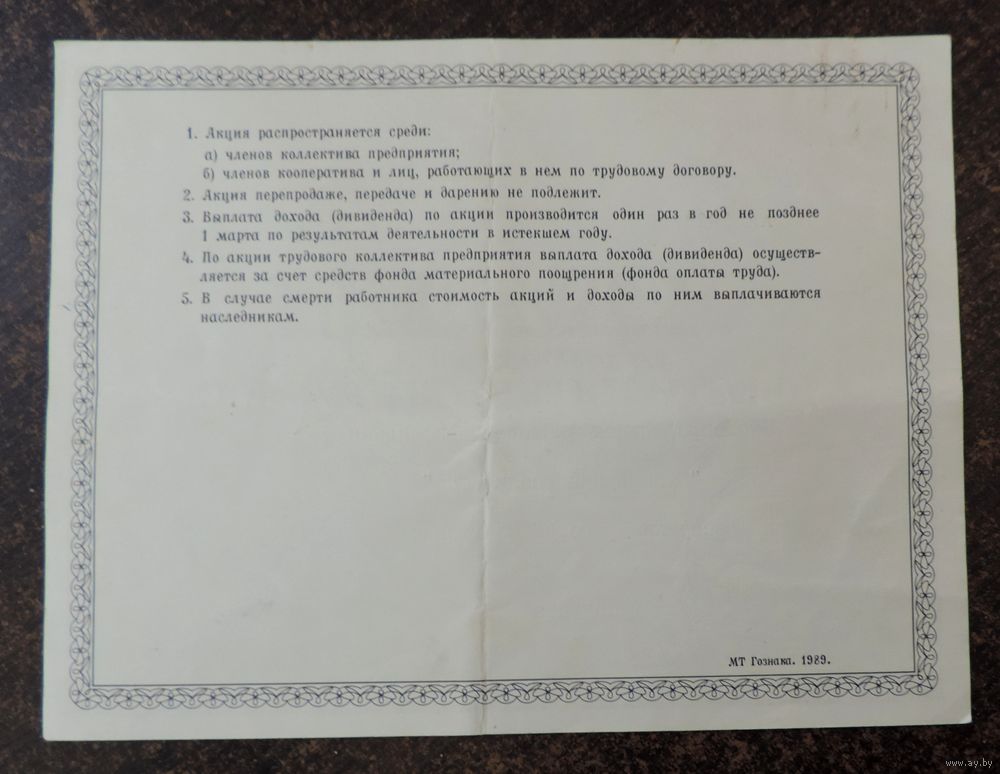 1. Акция распространяется среди:
а) членов коллектива предприятия;
б) членов кооператива и лиц, работающих в нем по трудовому договору.
2. Акция перепродаже, передаче и дарению не подлежит.
3. Выплата дохода (дивиденда) по акции производится один раз в год не позднее
1 марта по результатам деятельности в истекшем году.
4. По акции трудового коллектива предприятия выплата дохода (дивиденда) осуществ-
ляется за счет средств фонда материального поощрения (фонда оплаты труда).
5. В случае смерти работника стоимость акций и доходы по ним выплачиваются
наследникам.
МТ Гознака. 1989.
www.ay.by